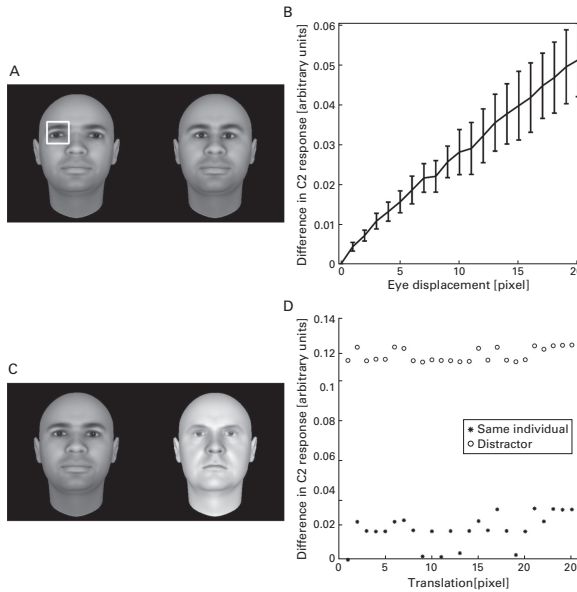 A
B
Difference in C2 response [arbitrary units]
0.06
0.05
0.04
0.03
0.02
0.01
0
0
5
10
15
20
Eye displacement [pixel]
C
D
Difference in C2 response [arbitrary units]
0.14
0.12
0.1
0.08
0.06
0.04
0.02
0
Same individual
Distractor
0
5
10
15
20
Translation[pixel]